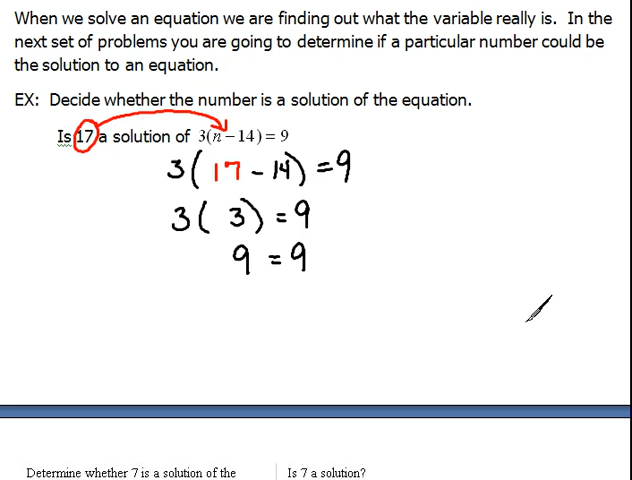 When we solve an equation we are finding out what the variable really is. In the
next set of problems you are going to determine if a particular number could be
the solution to an equation.
EX: Decide whether the number is a solution of the equation.
Is 17 a solution of 3(n−14)=9
3(17-14)=9
3(3)=9
9=9
Determine whether 7 is a solution of the
Is 7 a solution?